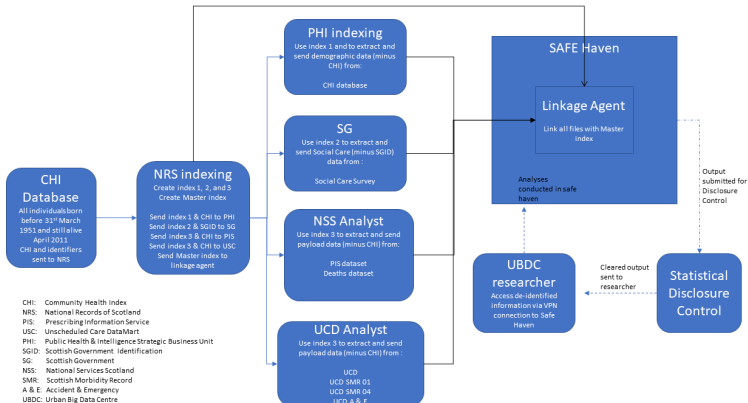 CHI
Database
All individuals born
before 31st March
1951 and still alive
April 2011
CHI and identifiers
sent to NRS
NRS indexing
Create index 1, 2, and 3
Create Master Index
Send index 1 & CHI to PHI
Send index 2 & SGID to SG
Send index 3 & CHI to PIS
Send index 3 & CHI to USC
Send Master index to
linkage agent
PHI indexing
Use index 1 and to extract and
send demographic data (minus
CHI) from:
CHI database
SG
Use index 2 to extract and
send Social Care (minus SGID)
data from :
Social Care Survey
NSS Analyst
Use index 3 to extract and send
payload data (minus CHI) from:
PIS dataset
Deaths dataset
UCD Analyst
Use index 3 to extract and send
payload data (minus CHI) from :
UCD
UCD SMR 01
UCD SMR 04
UCD A & E
SAFE Haven
Linkage Agent
Link all files with Master
index
Analyses
conducted in safe
haven
Output
submitted for
Disclosure
Control
UBDC
researcher
Access de-identified
information via VPN
connection to Safe
Haven
Cleared output
sent to
researcher
Statistical
Disclosure
Control
CHI: Community Health Index
NRS: National Records of Scotland
PIS: Prescribing Information Service
USC: Unscheduled Care DataMart
PHI: Public Health & Intelligence Strategic Business Unit
SGID: Scottish Government Identification
SG: Scottish Government
NSS: National Services Scotland
SMR: Scottish Morbidity Record
A & E: Accident & Emergency
UBDC: Urban Big Data Centre